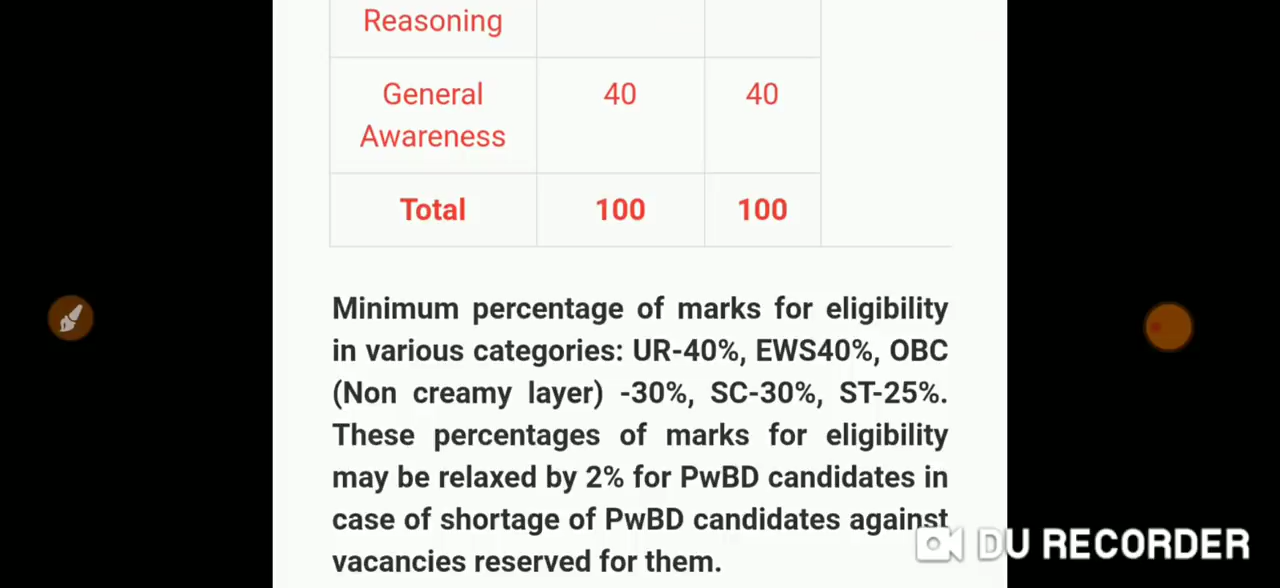 Reasoning
General 40 40
Awareness
Total 100 100
Minimum percentage of marks for eligibility
in various categories: UR-40%, EWS40%, OBC
(Non creamy layer) -30%, SC-30%, ST-25%.
These percentages of marks for eligibility
may be relaxed by 2% for PwBD candidates in
case of shortage of PwBD candidates against
vacancies reserved for them.
DU RECORDER